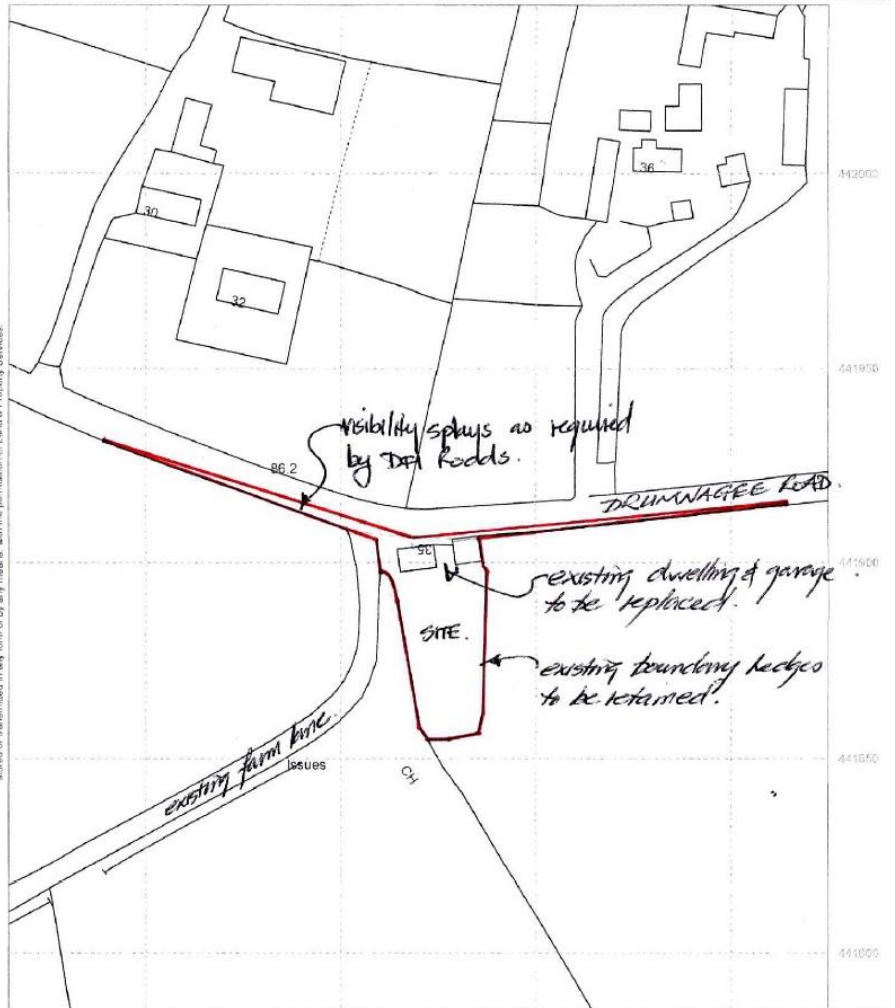 442000
36
30
32
441950
visibility splays as required
by DFI Roads.
86.2
DRUMNAGEE ROAD.
35
441900
existing dwelling & garage
to be replaced.
SITE.
existing boundary hedges
to be retained.
existing farm lane.
Issues
441850
CH
441800